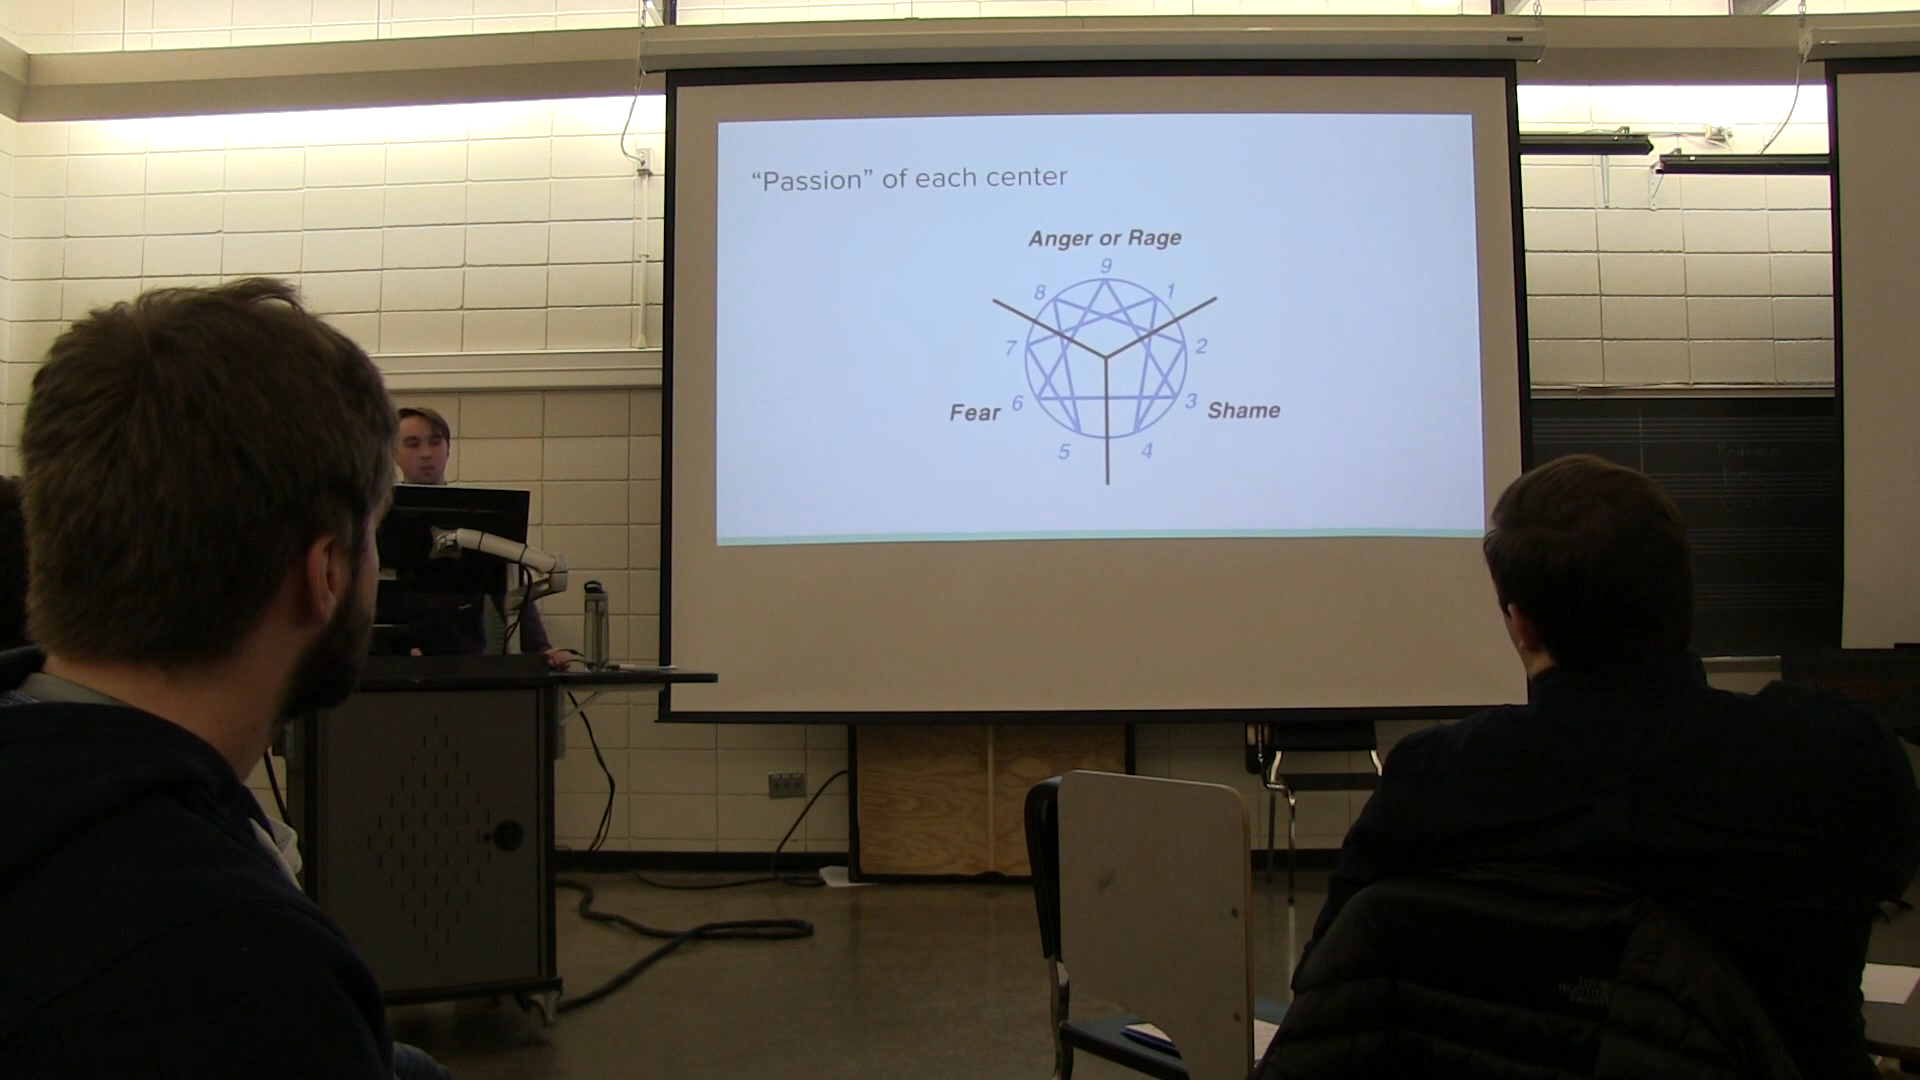 “Passion” of each center
Anger or Rage
9
8 1
7 2
Fear 6 3 Shame
5 4